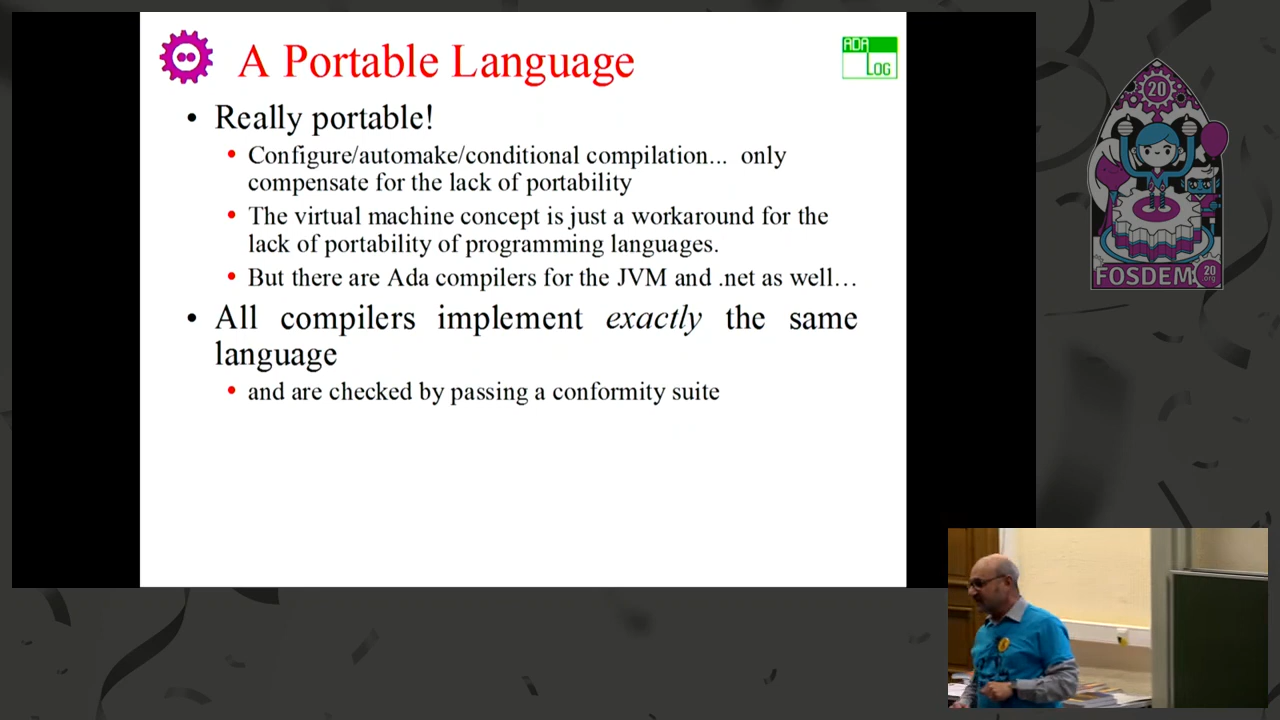 A Portable Language
ADA
LOG
• Really portable!
• Configure/automake/conditional compilation... only
compensate for the lack of portability
• The virtual machine concept is just a workaround for the
lack of portability of programming languages.
• But there are Ada compilers for the JVM and .net as well…
• All compilers implement exactly the same
language
• and are checked by passing a conformity suite
20
FOSDEM
20
.org